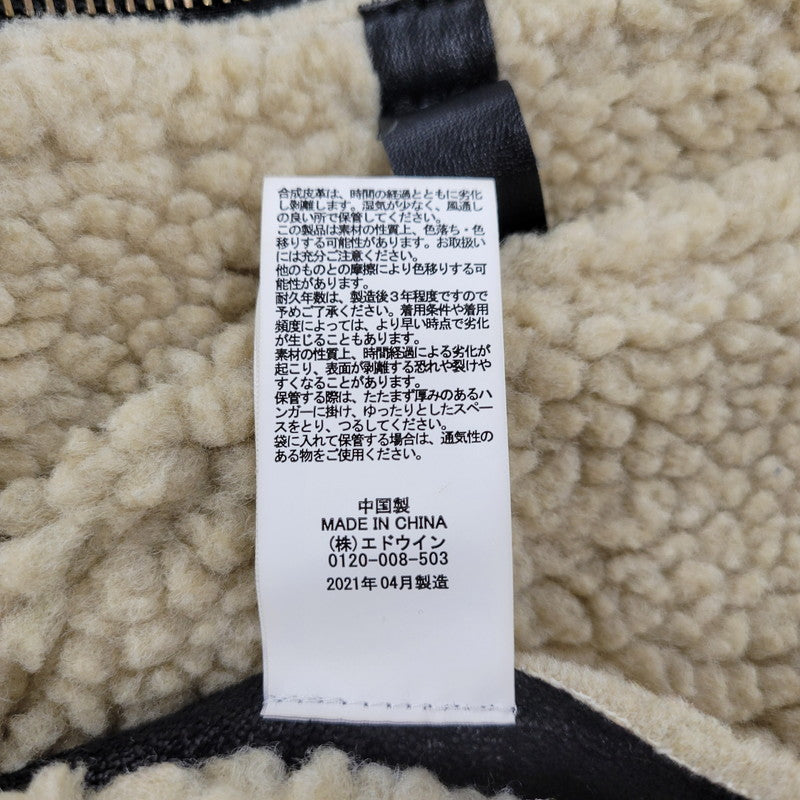 合成皮革は、時間の経過とともに劣化
し剥離します。湿気が少なく、風通し
の良い所で保管してください。
この製品は素材の性質上、色落ち・色
移りする可能性があります。お取扱い
には充分ご注意ください。
他のものとの摩擦により色移りする可
能性があります。
耐久年数は、製造後3年程度ですので
予めご了承ください。着用条件や着用
頻度によっては、より早い時点で劣化
が生じることもあります。
素材の性質上、時間経過による劣化が
起こり、表面が剥離する恐れや裂けや
すくなることがあります。
保管する際は、たたまず厚みのあるハ
ンガーに掛け、ゆったりとしたスペー
スをとり、つるしてください。
袋に入れて保管する場合は、通気性の
ある物をご使用ください。
中国製
MADE IN CHINA
(株)エドウイン
0120-008-503
2021年04月製造